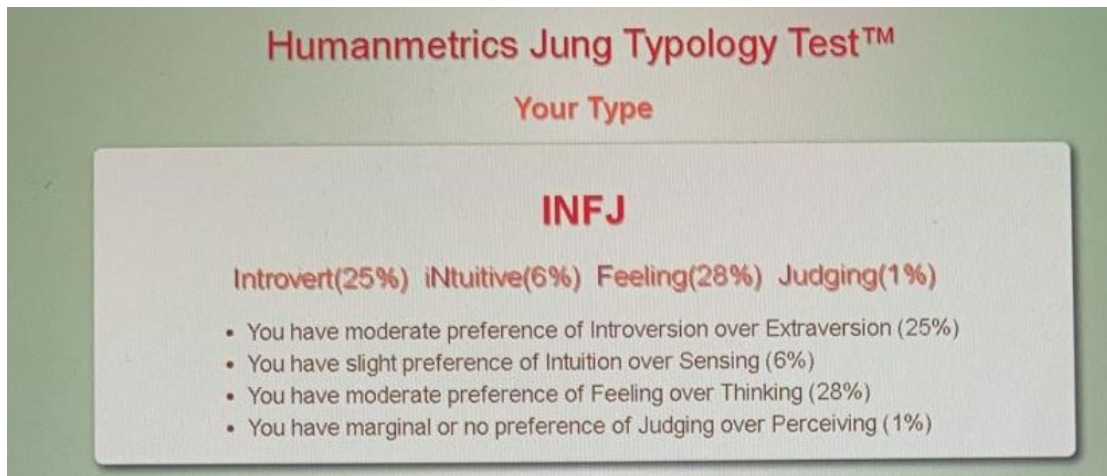 Humanmetrics Jung Typology Test™
Your Type
INFJ
Introvert(25%) iNtuitive(6%) Feeling(28%) Judging(1%)
• You have moderate preference of Introversion over Extraversion (25%)
• You have slight preference of Intuition over Sensing (6%)
• You have moderate preference of Feeling over Thinking (28%)
• You have marginal or no preference of Judging over Perceiving (1%)